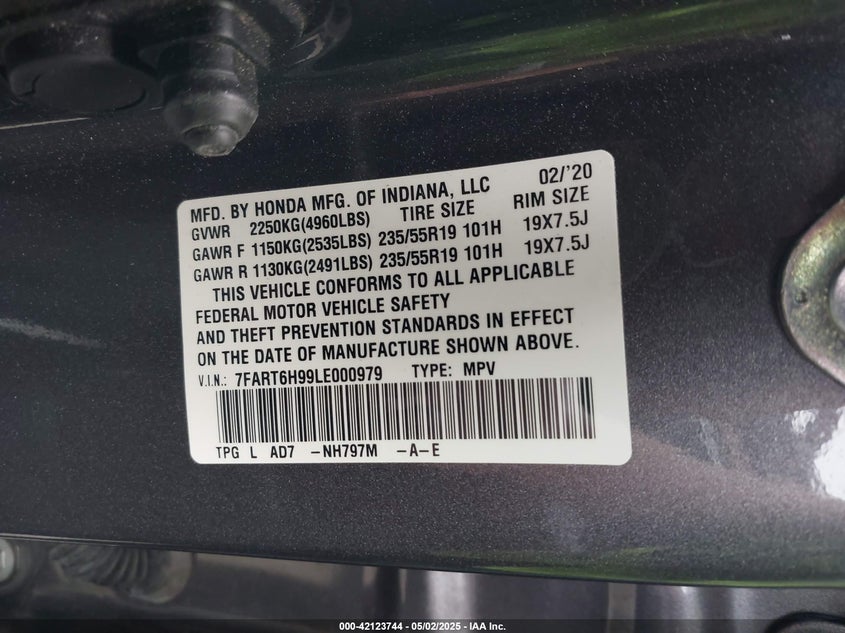 MFD. BY HONDA MFG. OF INDIANA, LLC 02/'20
GVWR 2250KG(4960LBS) TIRE SIZE RIM SIZE
GAWR F 1150KG(2535LBS) 235/55R19 101H 19X7.5J
GAWR R 1130KG(2491LBS) 235/55R19 101H 19X7.5J
THIS VEHICLE CONFORMS TO ALL APPLICABLE
FEDERAL MOTOR VEHICLE SAFETY
AND THEFT PREVENTION STANDARDS IN EFFECT
ON THE DATE OF MANUFACTURE SHOWN ABOVE.
V.I.N.: 7FART6H99LE000979 TYPE: MPV
TPG L AD7 -NH797M -A-E
000-42123744 - 05/02/2025 - IAA Inc.